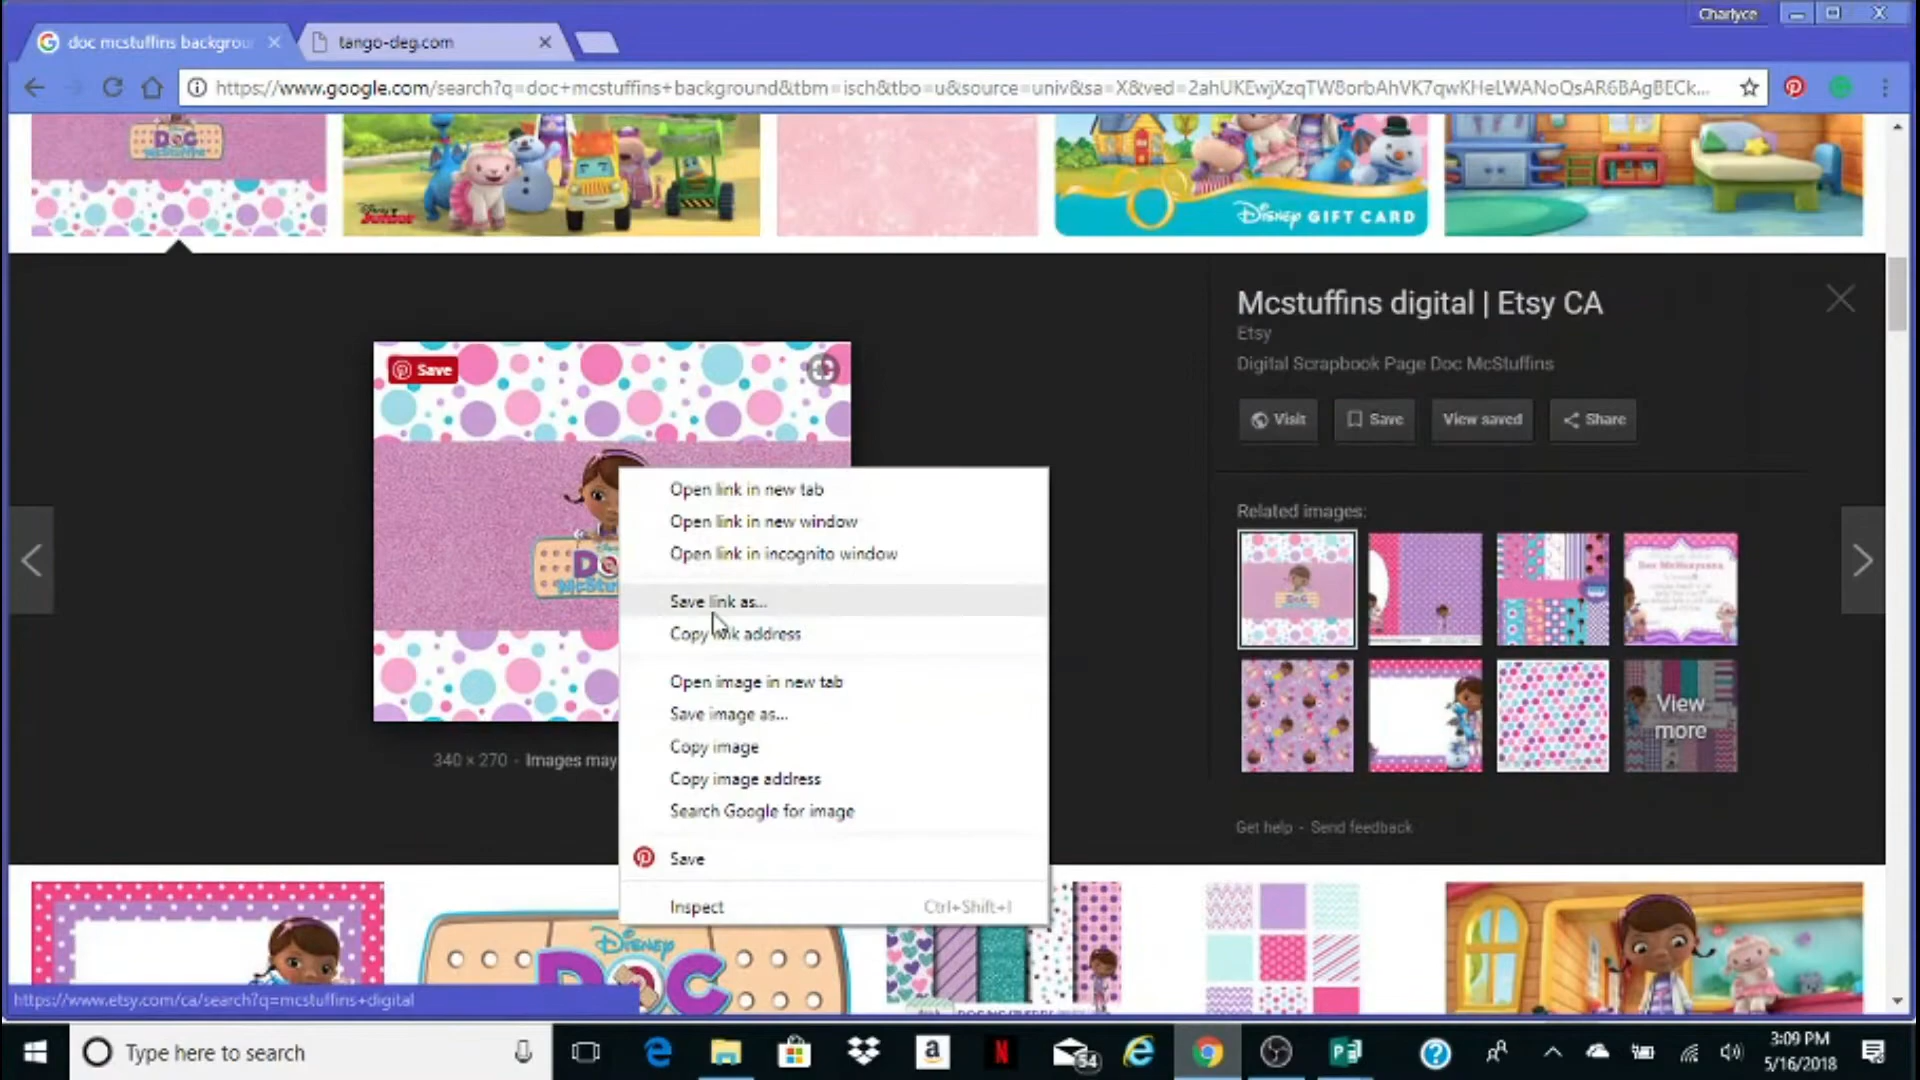 Charlyce
doc mcstuffins backgrou
tango-deg.com
https://www.google.com/search?q=doc+mcstuffins+background&tbm=isch&tbo=u&source=univ&sa=X&ved=2ahUKEwjXzqTW8orbAhVK7qwKHeLWANoQsAR6BAgBECk...
Doc
McStuffins
Disney Junior
Disney GIFT CARD
Mcstuffins digital | Etsy CA
Etsy
Digital Scrapbook Page Doc McStuffins
Visit
Save
View saved
Share
Save
Do
McStuffin
340 × 270 - Images may
Open link in new tab
Open link in new window
Open link in incognito window
Save link as...
Copy link address
Open image in new tab
Save image as...
Copy image
Copy image address
Search Google for image
Save
Inspect
Ctrl+Shift+I
Related images:
View
more
Get help - Send feedback
Disney
DOC
https://www.etsy.com/ca/search?q=mcstuffins+digital
Type here to search
54
3:09 PM
5/16/2018